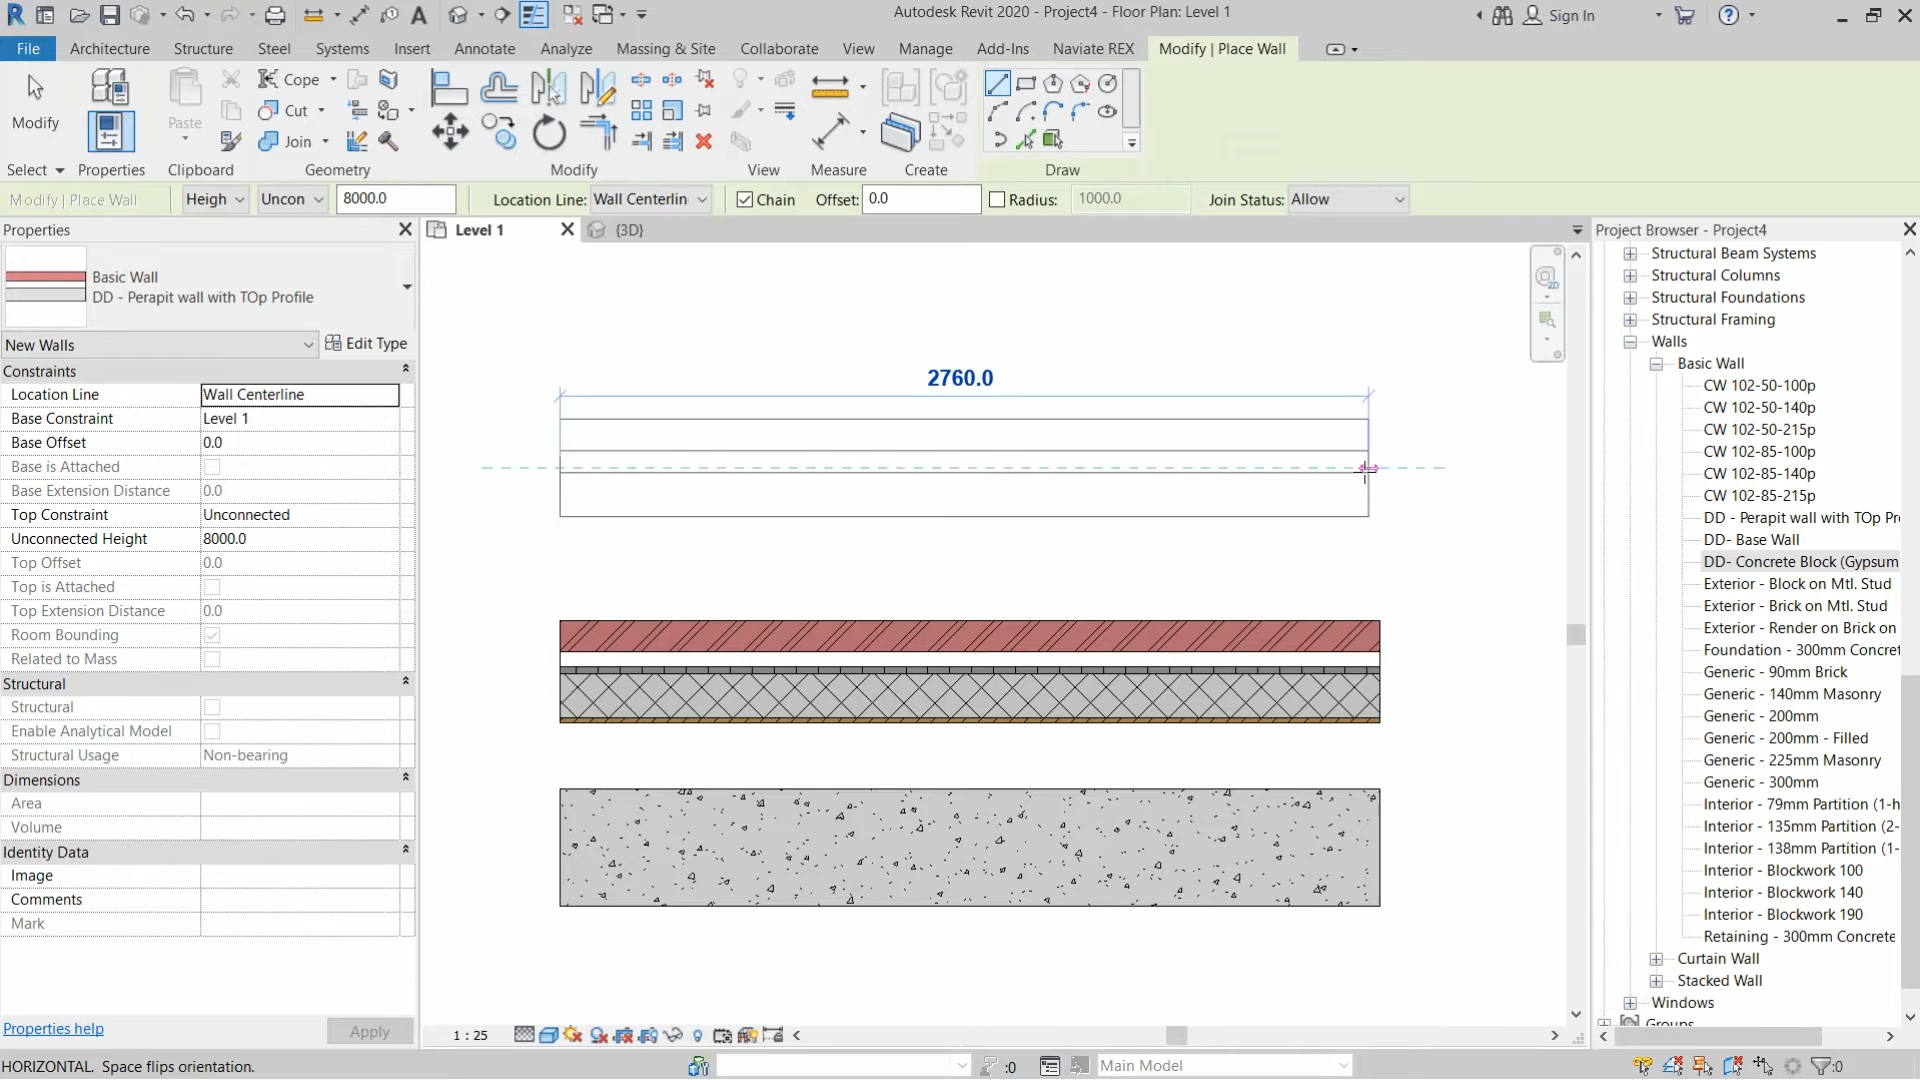 Autodesk Revit 2020 - Project4 - Floor Plan: Level 1
Sign In
File Architecture Structure Steel Systems Insert Annotate Analyze Massing & Site Collaborate View Manage Add-Ins Naviate REX Modify | Place Wall
Modify
Paste
Cope
Cut
Join
Select Properties Clipboard Geometry Modify View Measure Create Draw
Modify | Place Wall Heigh Uncon 8000.0 Location Line: Wall Centerlin Chain Offset: 0.0 Radius: 1000.0 Join Status: Allow
Properties
Basic Wall
DD - Perapit wall with TOp Profile
New Walls
Edit Type
Constraints
Location Line Wall Centerline
Base Constraint Level 1
Base Offset 0.0
Base is Attached
Base Extension Distance 0.0
Top Constraint Unconnected
Unconnected Height 8000.0
Top Offset 0.0
Top is Attached
Top Extension Distance 0.0
Room Bounding
Related to Mass
Structural
Structural
Enable Analytical Model
Structural Usage Non-bearing
Dimensions
Area
Volume
Identity Data
Image
Comments
Mark
Properties help
Apply
Level 1
{3D}
2D
2760.0
1 : 25
Project Browser - Project4
Structural Beam Systems
Structural Columns
Structural Foundations
Structural Framing
Walls
Basic Wall
CW 102-50-100p
CW 102-50-140p
CW 102-50-215p
CW 102-85-100p
CW 102-85-140p
CW 102-85-215p
DD - Perapit wall with TOp Pr
DD- Base Wall
DD- Concrete Block (Gypsum
Exterior - Block on Mtl. Stud
Exterior - Brick on Mtl. Stud
Exterior - Render on Brick on
Foundation - 300mm Concret
Generic - 90mm Brick
Generic - 140mm Masonry
Generic - 200mm
Generic - 200mm - Filled
Generic - 225mm Masonry
Generic - 300mm
Interior - 79mm Partition (1-h
Interior - 135mm Partition (2-
Interior - 138mm Partition (1-
Interior - Blockwork 100
Interior - Blockwork 140
Interior - Blockwork 190
Retaining - 300mm Concrete
Curtain Wall
Stacked Wall
Windows
Groups
HORIZONTAL. Space flips orientation.
:0
Main Model
:0